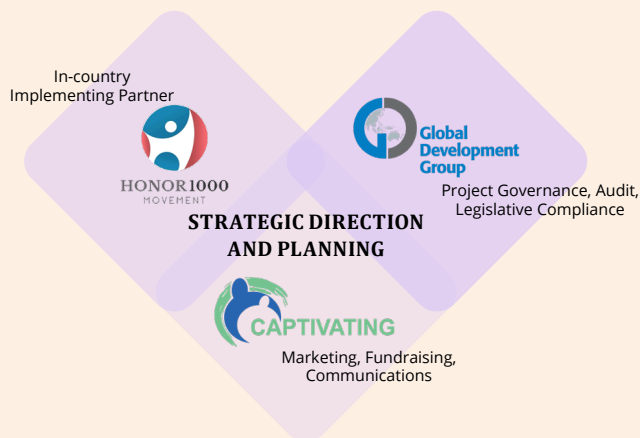 In-country
Implementing Partner
HONOR1000
MOVEMENT
Global
Development
Group
Project Governance, Audit,
Legislative Compliance
STRATEGIC DIRECTION
AND PLANNING
CAPTIVATING
Marketing, Fundraising,
Communications